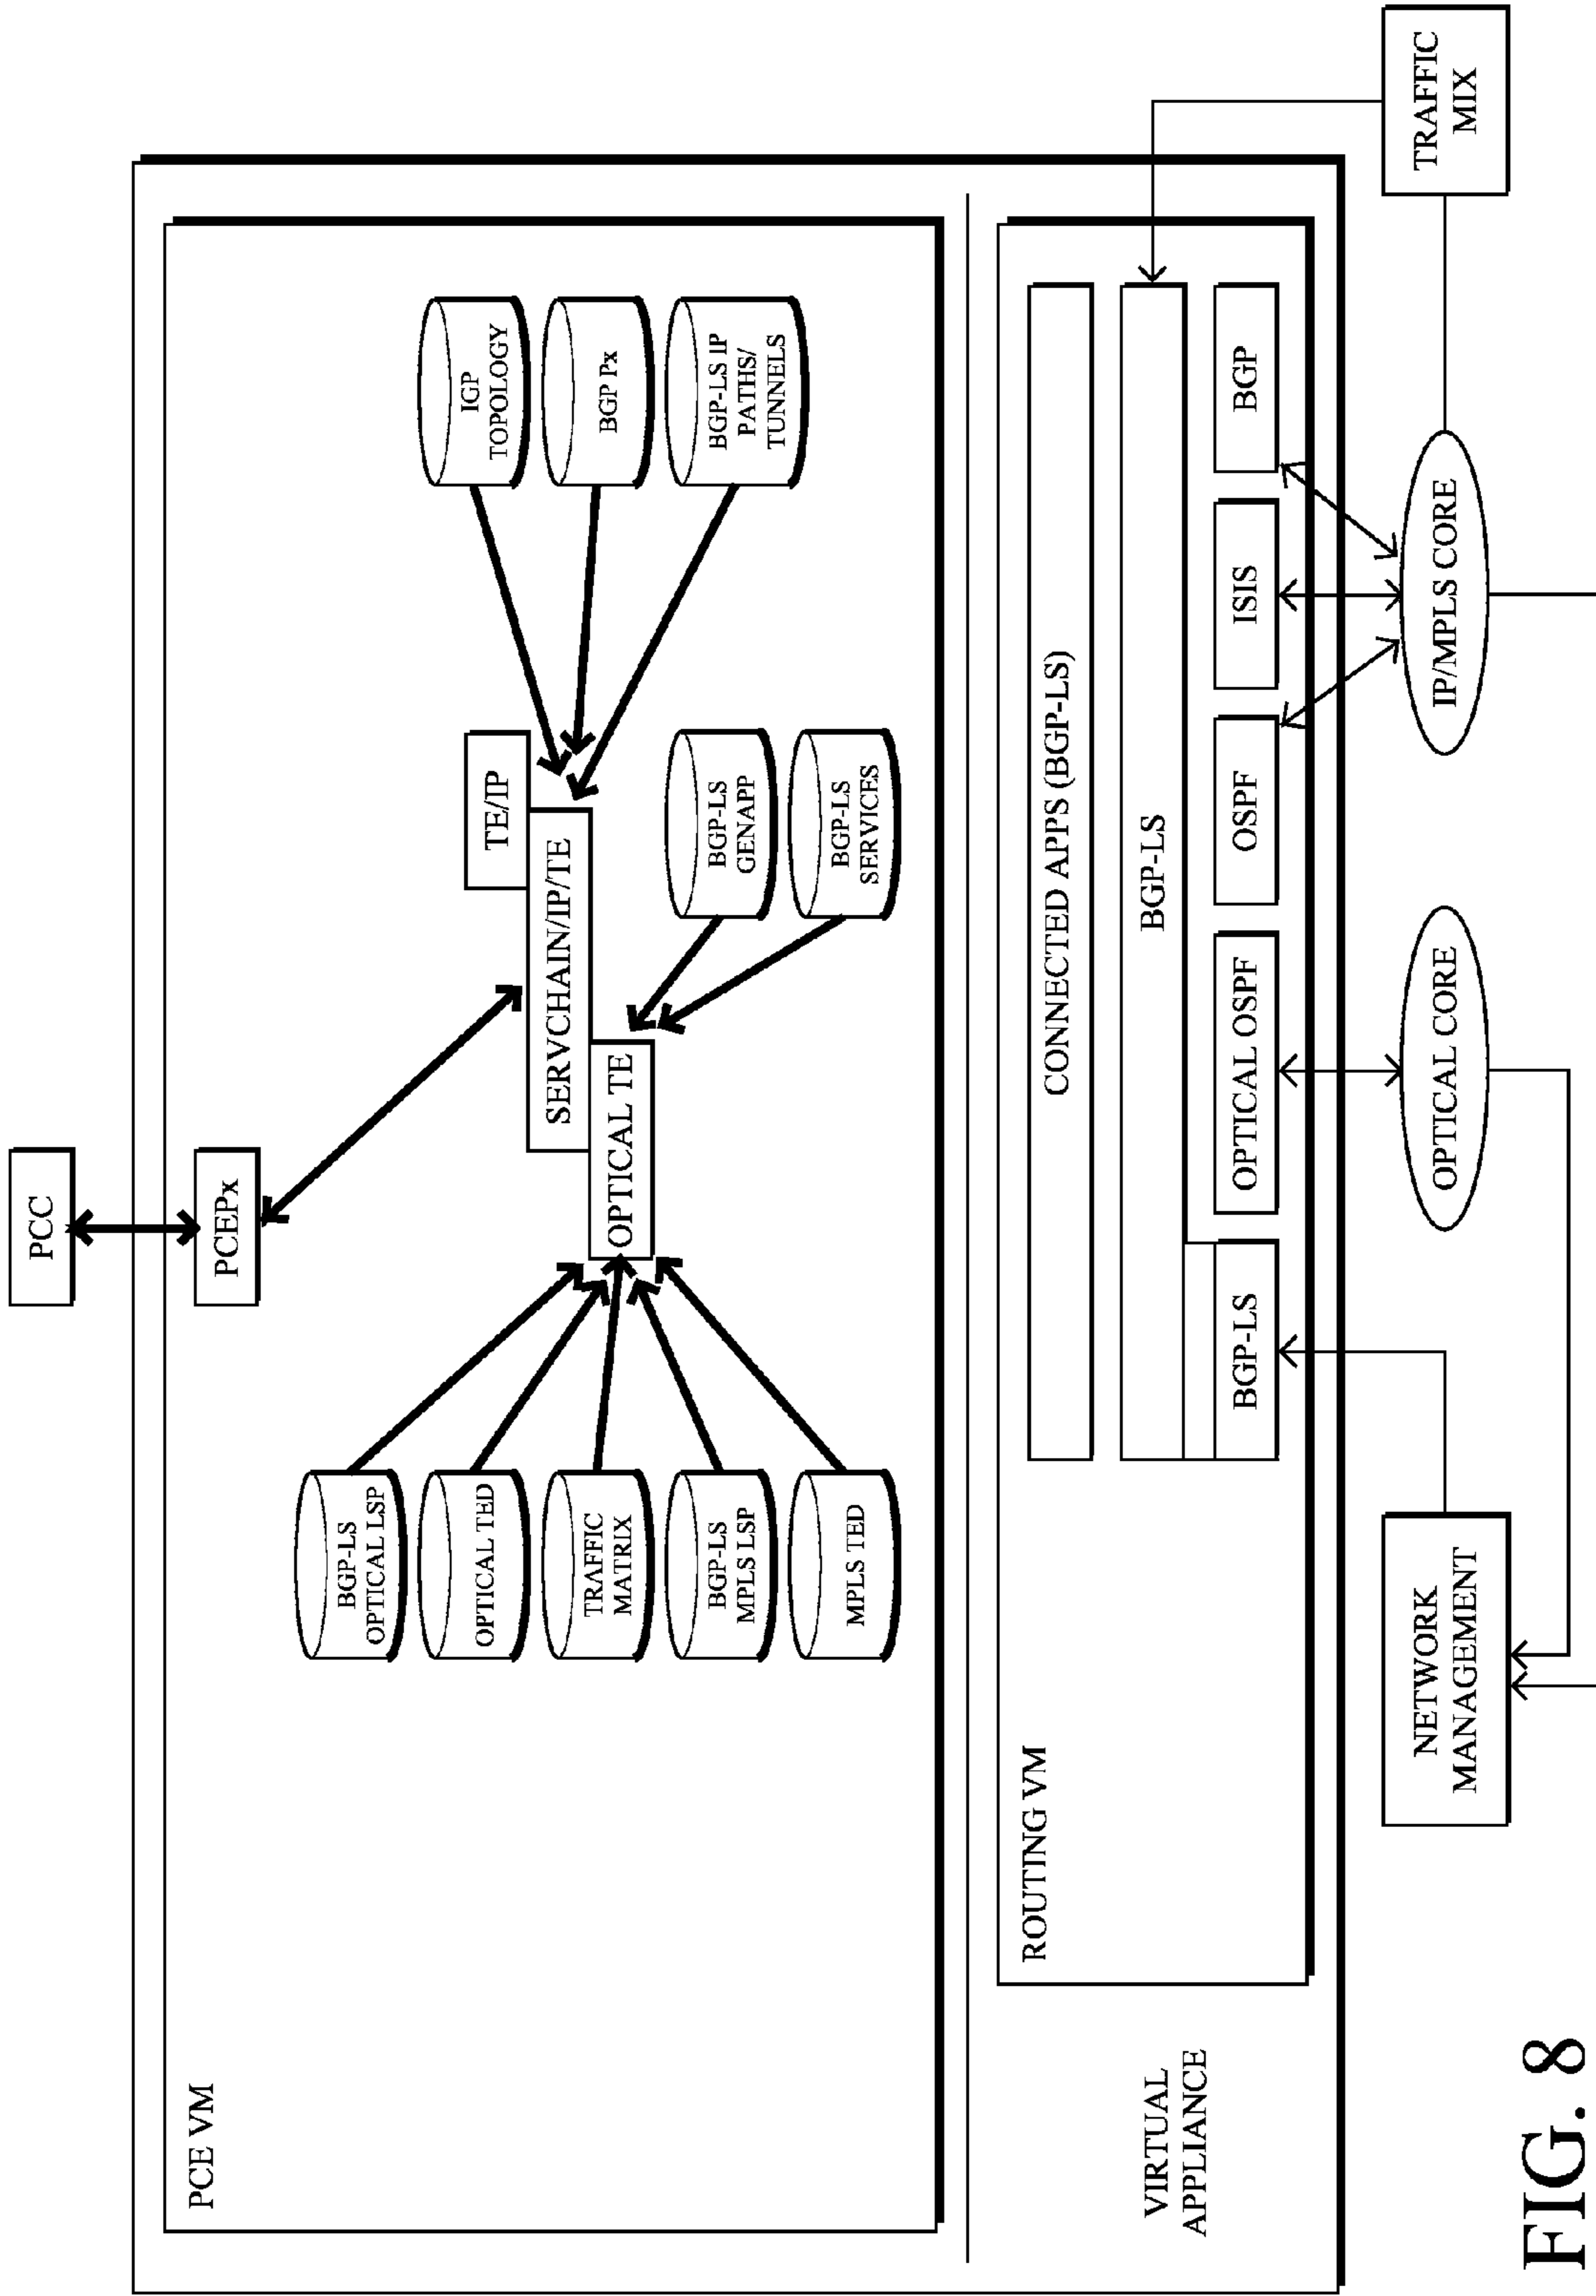 PCC
PCEPx
PCE VM
BGP-LS
OPTICAL LSP
OPTICAL TED
TRAFFIC
MATRIX
BGP-LS
MPLS LSP
MPLS TED
TE/IP
SERVCHAIN/IP/TE
OPTICAL TE
BGP-LS
GENAPP
BGP-LS
SERVICES
IGP
TOPOLOGY
BGP Px
BGP-LS IP
PATHS/
TUNNELS
VIRTUAL
APPLIANCE
ROUTING VM
CONNECTED APPS (BGP-LS)
BGP-LS
BGP-LS
OPTICAL OSPF
OSPF
ISIS
BGP
NETWORK
MANAGEMENT
OPTICAL CORE
IP/MPLS CORE
TRAFFIC
MIX
FIG. 8